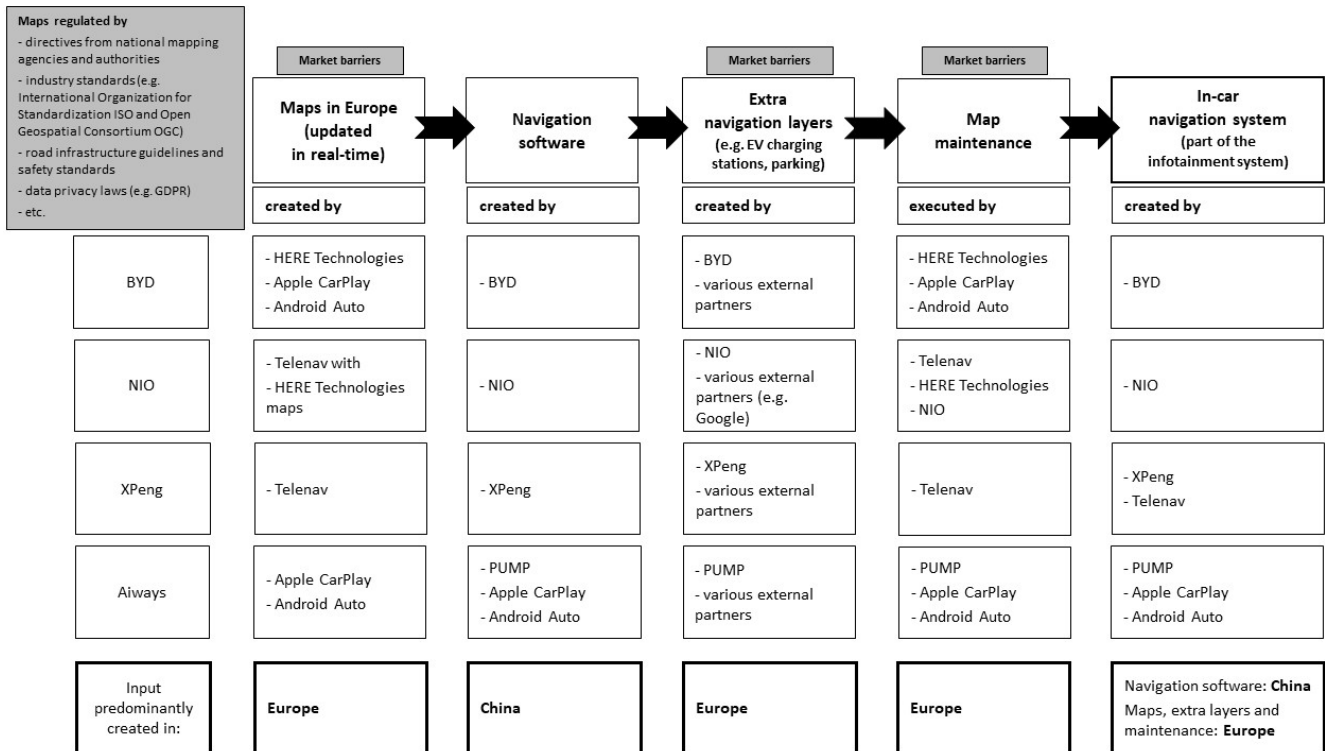 Maps regulated by
- directives from national mapping
agencies and authorities
- industry standards (e.g.
International Organization for
Standardization ISO and Open
Geospatial Consortium OGC)
- road infrastructure guidelines and
safety standards
- data privacy laws (e.g. GDPR)
- etc.
Market barriers
Market barriers
Market barriers
Maps in Europe
(updated
in real-time)
Navigation
software
Extra
navigation layers
(e.g. EV charging
stations, parking)
Map
maintenance
In-car
navigation system
(part of the
infotainment system)
created by
created by
created by
executed by
created by
BYD
- HERE Technologies
- Apple CarPlay
- Android Auto
- BYD
- BYD
- various external
partners
- HERE Technologies
- Apple CarPlay
- Android Auto
- BYD
NIO
- Telenav with
- HERE Technologies
maps
- NIO
- NIO
- various external
partners (e.g.
Google)
- Telenav
- HERE Technologies
- NIO
- NIO
XPeng
- Telenav
- XPeng
- XPeng
- various external
partners
- Telenav
- XPeng
- Telenav
Aiways
- Apple CarPlay
- Android Auto
- PUMP
- Apple CarPlay
- Android Auto
- PUMP
- various external
partners
- PUMP
- Apple CarPlay
- Android Auto
- PUMP
- Apple CarPlay
- Android Auto
Input
predominantly
created in:
Europe
China
Europe
Europe
Navigation software: China
Maps, extra layers and
maintenance: Europe